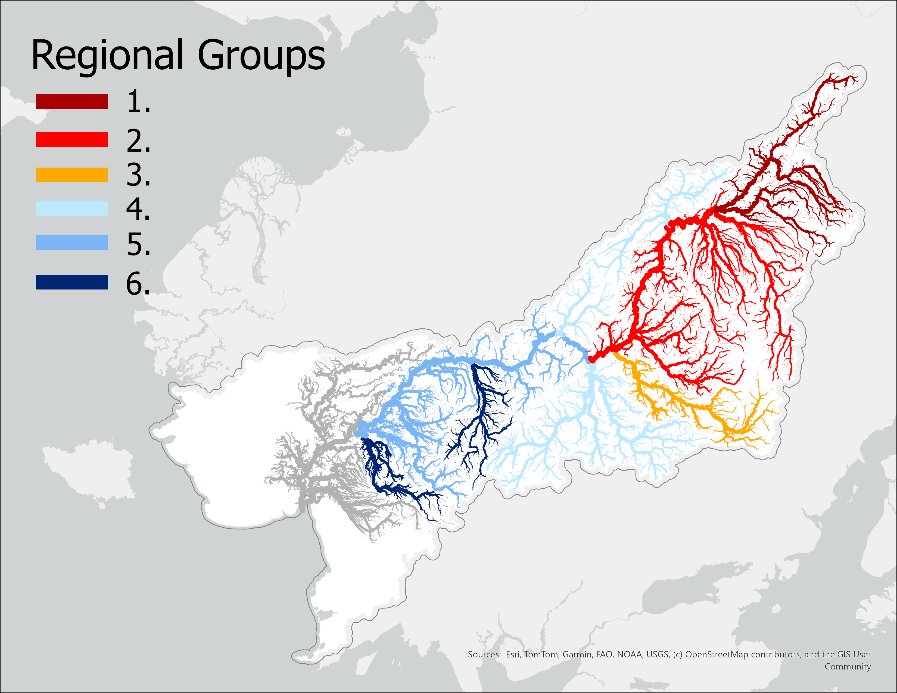 Regional Groups
1.
2.
3.
4.
5.
6.
Sources: Esri, TomTom, Garmin, FAO, NOAA, USGS, (c) OpenStreetMap contributors, and the GIS User
Community